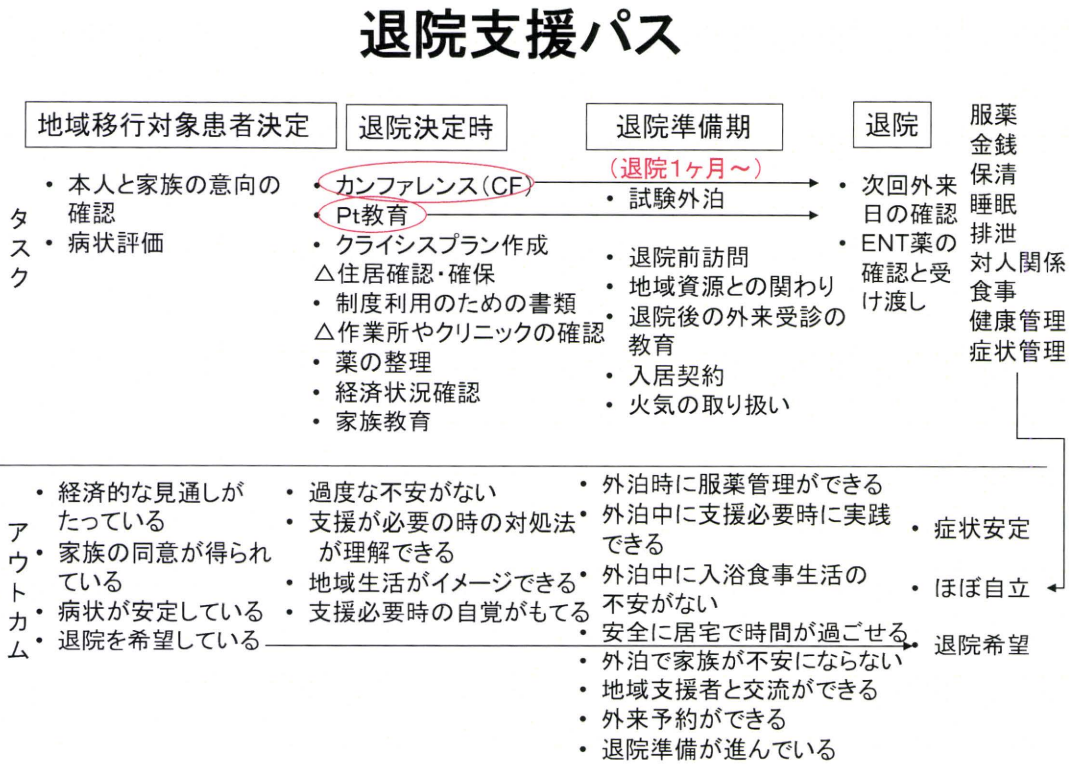 退院支援パス
地域移行対象患者決定
退院決定時
退院準備期
退院
タスク
・本人と家族の意向の
確認
・病状評価
・カンファレンス(CF)
・Pt教育
・クライシスプラン作成
△住居確認・確保
・制度利用のための書類
△作業所やクリニックの確認
・薬の整理
・経済状況確認
・家族教育
(退院1ヶ月~)
・試験外泊
・退院前訪問
・地域資源との関わり
・退院後の外来受診の
教育
・入居契約
・火気の取り扱い
・次回外来
日の確認
・ENT薬の
確認と受
け渡し
服薬
金銭
保清
睡眠
排泄
対人関係
食事
健康管理
症状管理
アウトカム
・経済的な見通しが
たっている
・家族の同意が得られ
ている
・病状が安定している
・退院を希望している
・過度な不安がない
・支援が必要の時の対処法
が理解できる
・地域生活がイメージできる
・支援必要時の自覚がもてる
・外泊時に服薬管理ができる
・外泊中に支援必要時に実践
できる
・外泊中に入浴食事生活の
不安がない
・安全に居宅で時間が過ごせる
・外泊で家族が不安にならない
・地域支援者と交流ができる
・外来予約ができる
・退院準備が進んでいる
・症状安定
・ほぼ自立
・退院希望